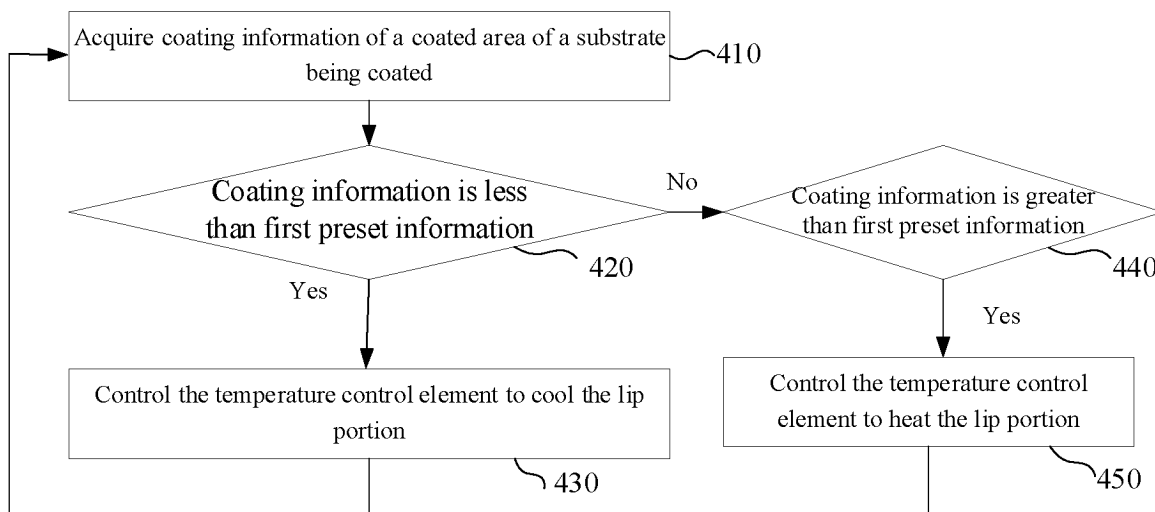 Acquire coating information of a coated area of a substrate
being coated
410
Coating information is less
than first preset information
420
No
Coating information is greater
than first preset information
440
Yes
Yes
Control the temperature control element to cool the lip
portion
430
Control the temperature control
element to heat the lip portion
450